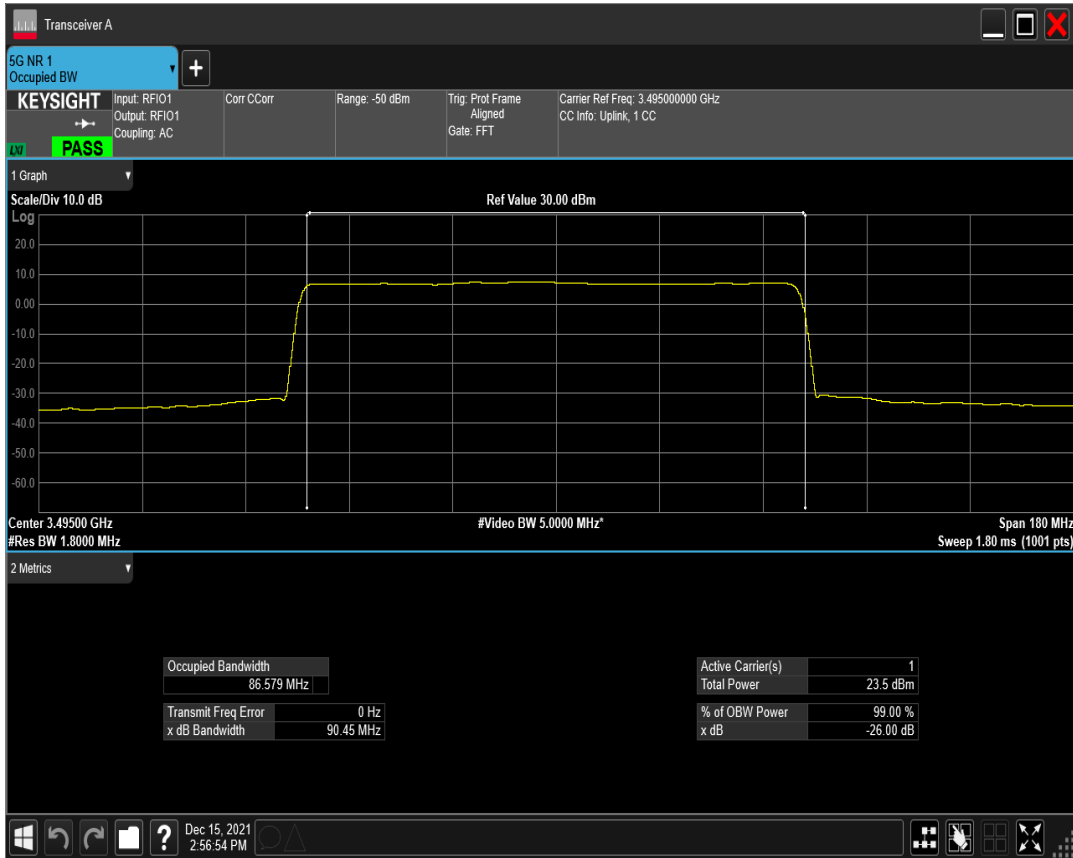 Transceiver A
5G NR 1
Occupied BW
+
KEYSIGHT
LXI
PASS
Input: RFIO1
Output: RFIO1
Coupling: AC
Corr CCorr
Range: -50 dBm
Trig: Prot Frame
Aligned
Gate: FFT
Carrier Ref Freq: 3.495000000 GHz
CC Info: Uplink, 1 CC
1 Graph
Scale/Div 10.0 dB
Ref Value 30.00 dBm
Log
20.0
10.0
0.00
-10.0
-20.0
-30.0
-40.0
-50.0
-60.0
Center 3.49500 GHz
#Video BW 5.0000 MHz*
Span 180 MHz
#Res BW 1.8000 MHz
Sweep 1.80 ms (1001 pts)
2 Metrics
Occupied Bandwidth
86.579 MHz
Transmit Freq Error 0 Hz
x dB Bandwidth 90.45 MHz
Active Carrier(s) 1
Total Power 23.5 dBm
% of OBW Power 99.00 %
x dB -26.00 dB
?
Dec 15, 2021
2:56:54 PM